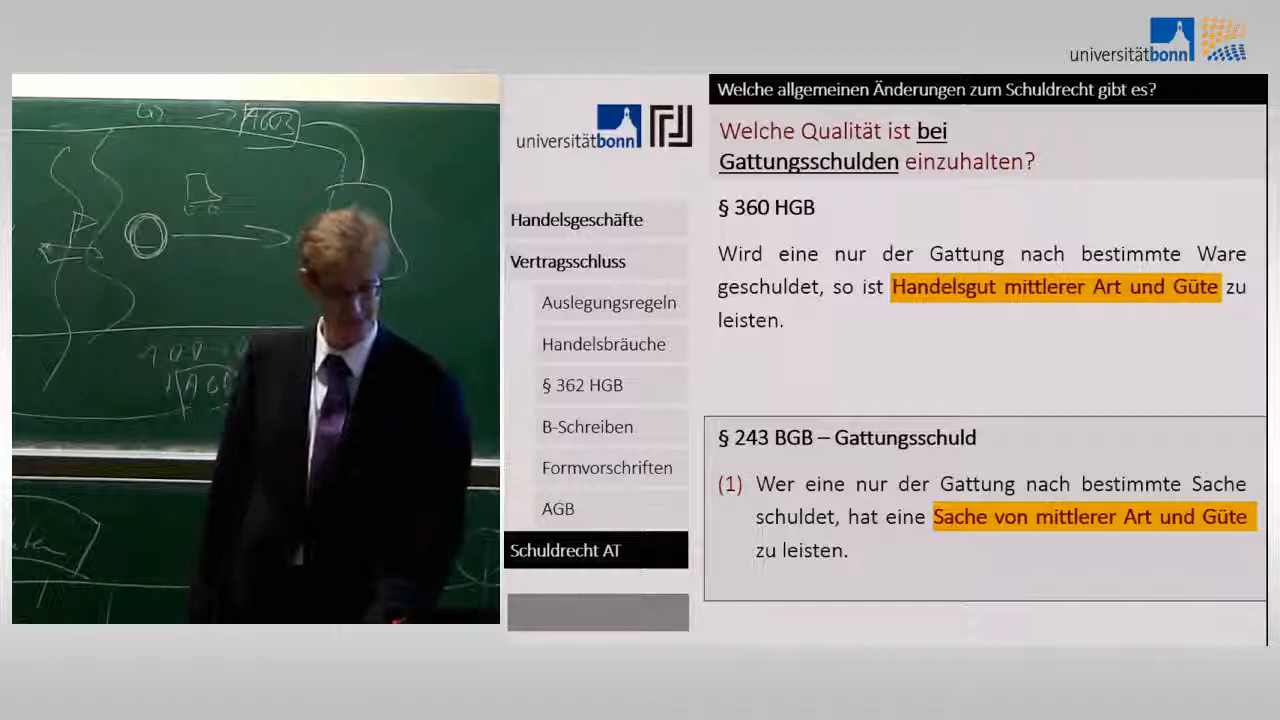 universitätbonn
Welche allgemeinen Änderungen zum Schuldrecht gibt es?
universitätbonn
Welche Qualität ist bei
Gattungsschulden einzuhalten?
Handelsgeschäfte
Vertragsschluss
Auslegungsregeln
Handelsbräuche
§ 362 HGB
B-Schreiben
Formvorschriften
AGB
Schuldrecht AT
§ 360 HGB
Wird eine nur der Gattung nach bestimmte Ware
geschuldet, so ist Handelsgut mittlerer Art und Güte zu
leisten.
§ 243 BGB – Gattungsschuld
(1) Wer eine nur der Gattung nach bestimmte Sache
schuldet, hat eine Sache von mittlerer Art und Güte
zu leisten.